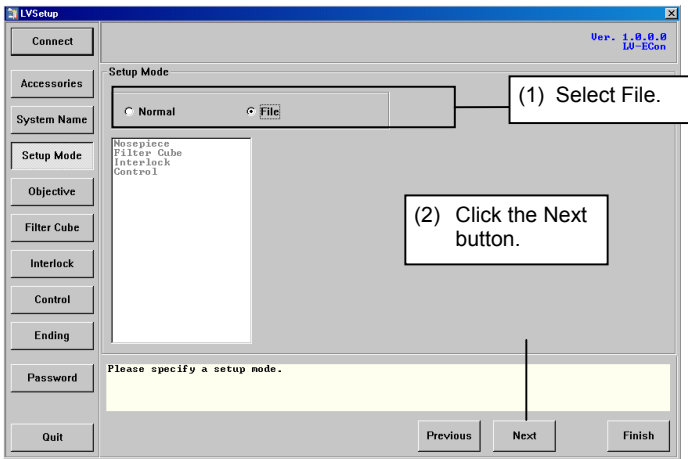 LVSetup
Connect
Ver. 1.0.0.0
LV-ECon
Accessories
System Name
Setup Mode
Objective
Filter Cube
Interlock
Control
Ending
Password
Quit
Setup Mode
Normal
File
(1) Select File.
Nosepiece
Filter Cube
Interlock
Control
(2) Click the Next
button.
Please specify a setup mode.
Previous
Next
Finish